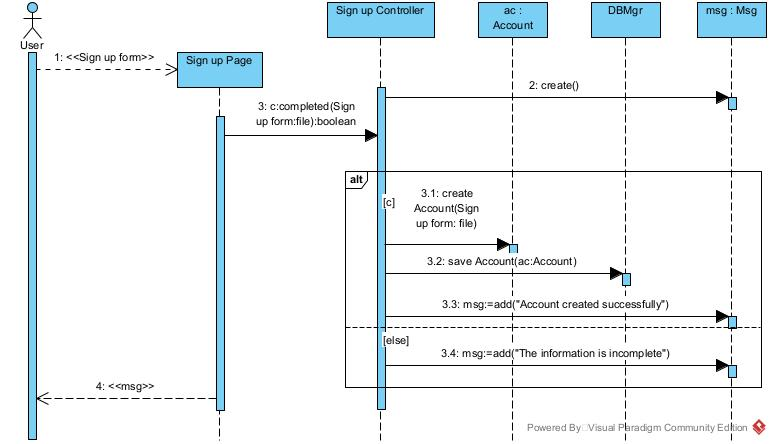 User
Sign up Page
Sign up Controller
ac :
Account
DBMgr
msg : Msg
1: <<Sign up form>>
2: create()
3: c:completed(Sign
up form:file):boolean
alt
[c]
3.1: create
Account(Sign
up form: file)
3.2: save Account(ac:Account)
3.3: msg:=add("Account created successfully")
[else]
3.4: msg:=add("The information is incomplete")
4: <<msg>>
Powered By Visual Paradigm Community Edition